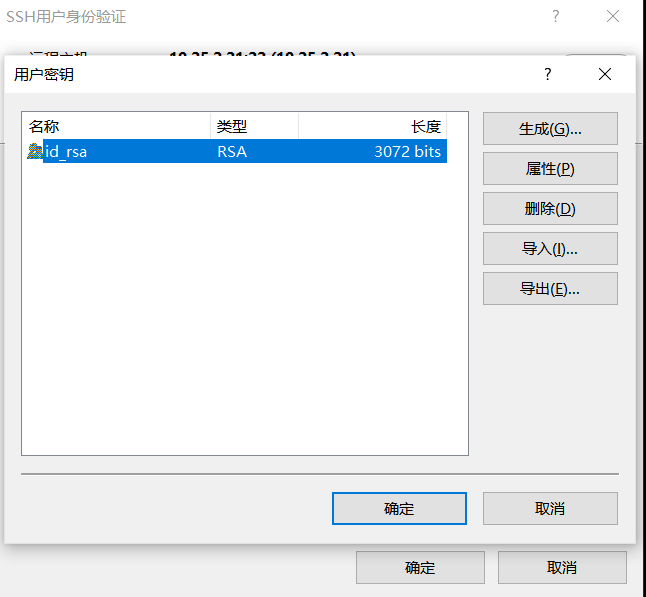 SSH用户身份验证
用户密钥
名称 类型 长度
id_rsa RSA 3072 bits
生成(G)...
属性(P)
删除(D)
导入(I)...
导出(E)...
确定 取消
确定 取消